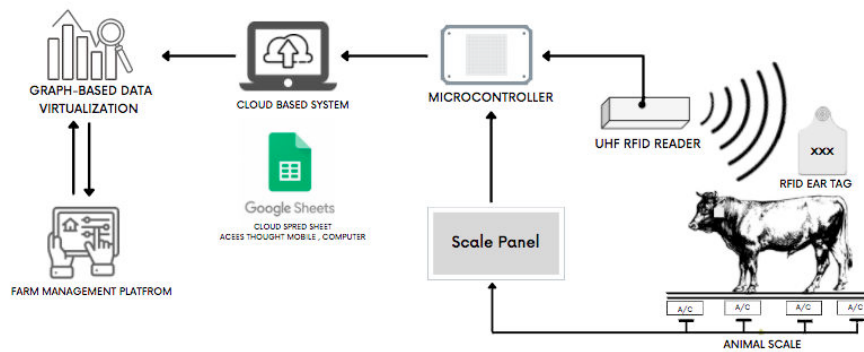 GRAPH-BASED DATA
VIRTUALIZATION
CLOUD BASED SYSTEM
MICROCONTROLLER
UHF RFID READER
xxx
RFID EAR TAG
Google Sheets
CLOUD SPRED SHEET
ACEES THOUGHT MOBILE , COMPUTER
Scale Panel
FARM MANAGEMENT PLATFROM
A/C
A/C
A/C
A/C
ANIMAL SCALE